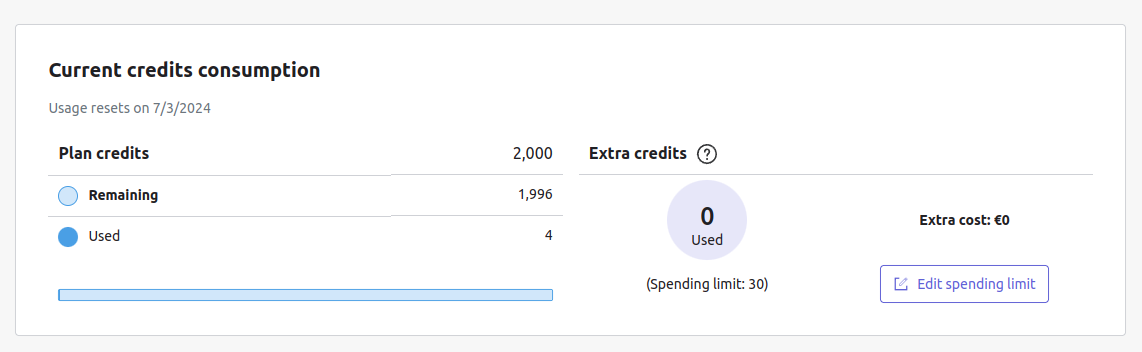 Current credits consumption
Usage resets on 7/3/2024
Plan credits 2,000
Remaining 1,996
Used 4
Extra credits ?
0
Used
(Spending limit: 30)
Extra cost: €0
Edit spending limit